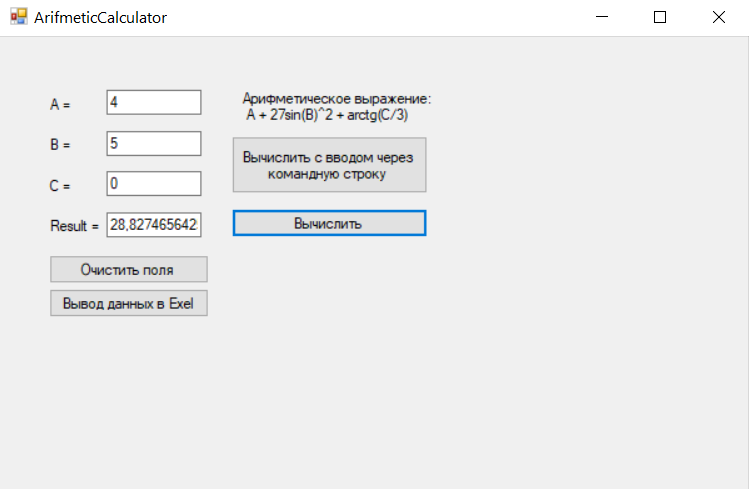 ArifmeticCalculator
A =
4
B =
5
C =
0
Result =
28,827465642
Арифметическое выражение:
A + 27sin(B)^2 + arctg(C/3)
Вычислить с вводом через
командную строку
Вычислить
Очистить поля
Вывод данных в Exel